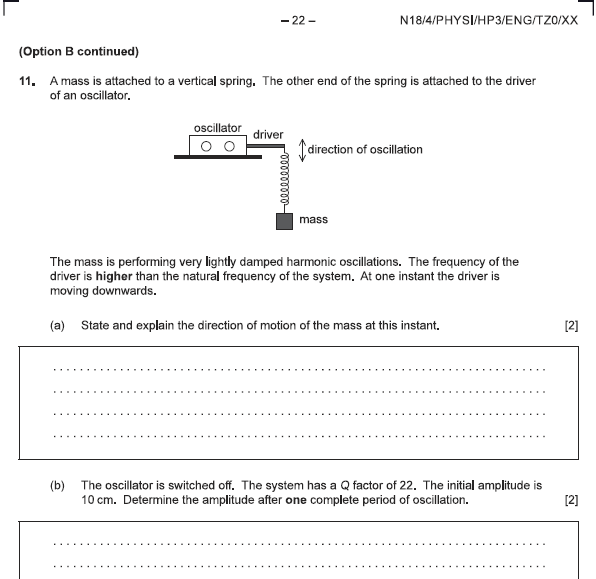 – 22 –
N18/4/PHYSI/HP3/ENG/TZ0/XX
(Option B continued)
11. A mass is attached to a vertical spring. The other end of the spring is attached to the driver
of an oscillator.
oscillator
driver
direction of oscillation
mass
The mass is performing very lightly damped harmonic oscillations. The frequency of the
driver is higher than the natural frequency of the system. At one instant the driver is
moving downwards.
(a) State and explain the direction of motion of the mass at this instant. [2]
(b) The oscillator is switched off. The system has a Q factor of 22. The initial amplitude is
10 cm. Determine the amplitude after one complete period of oscillation. [2]